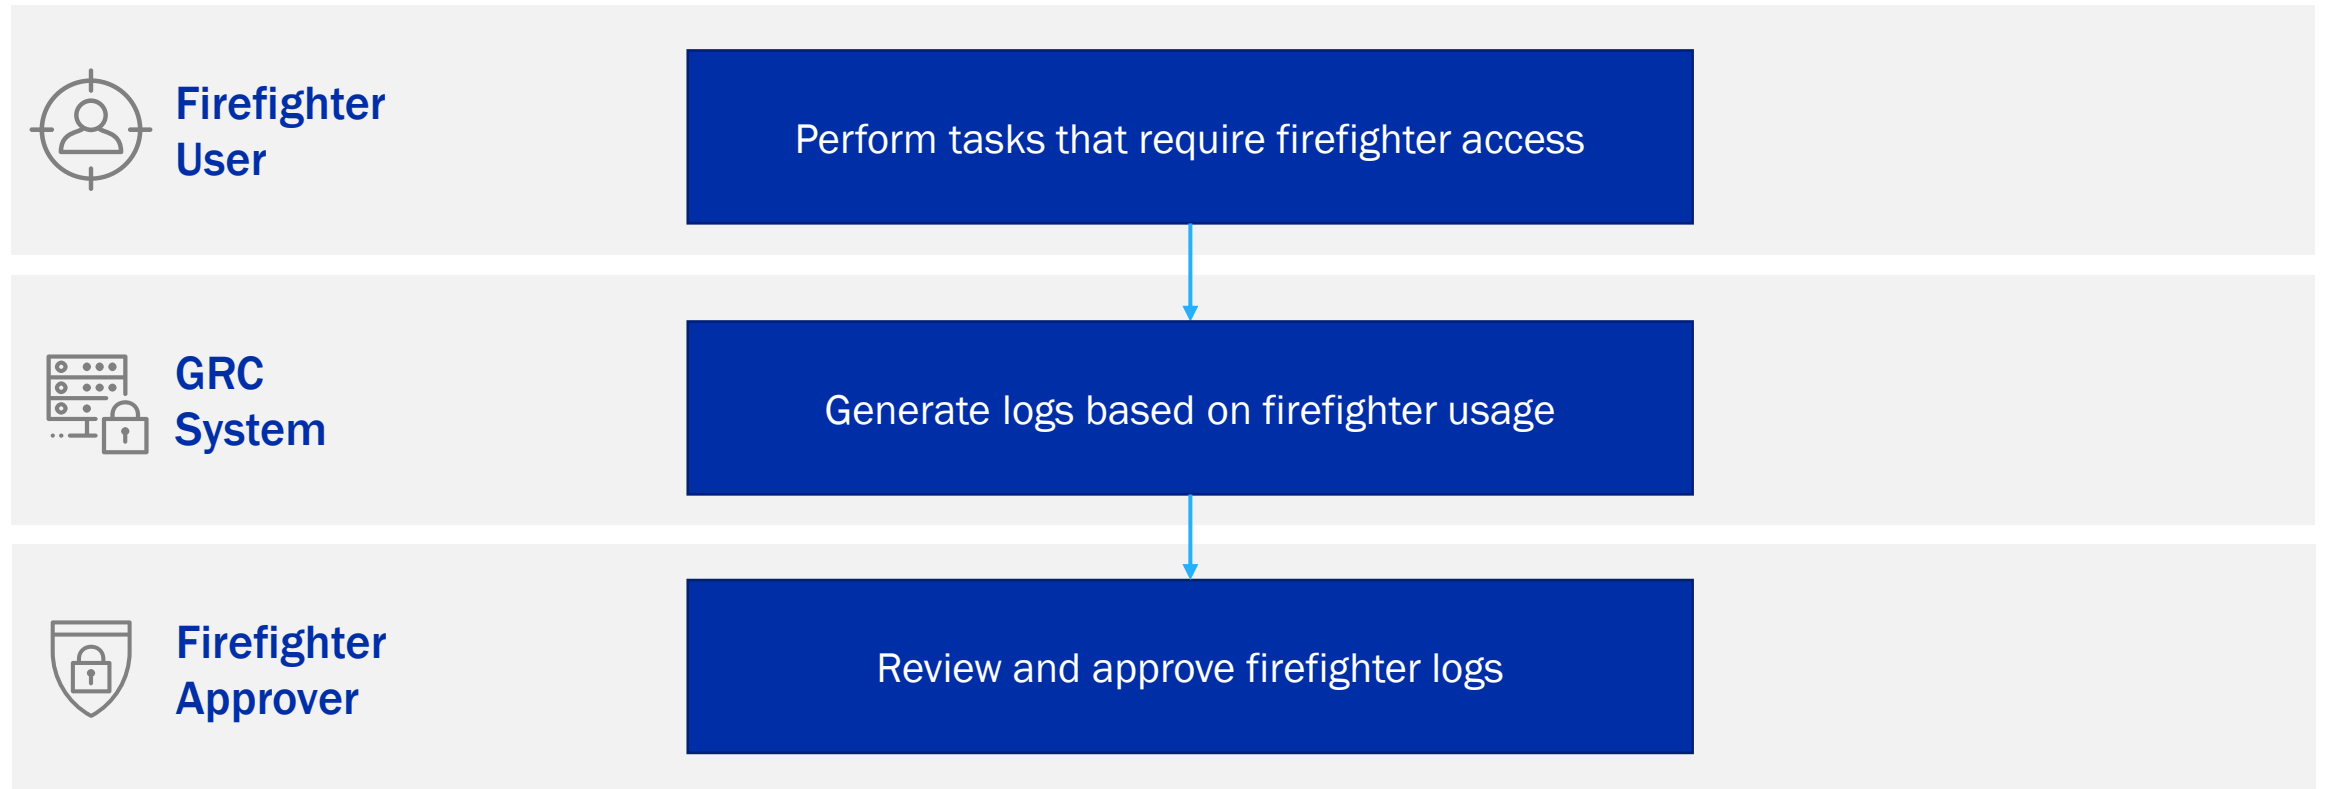 Firefighter
User
Perform tasks that require firefighter access
GRC
System
Generate logs based on firefighter usage
Firefighter
Approver
Review and approve firefighter logs